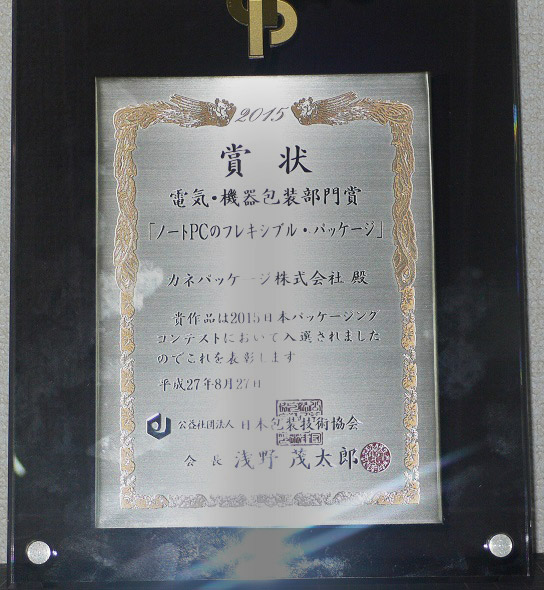 2015
賞状
電気・機器包装部門賞
「ノートPCのフレキシブル・パッケージ」
カネパッケージ株式会社 殿
貴作品は2015日本パッケージング
コンテストにおいて入選されました
のでこれを表彰します
平成27年8月27日
公益社団法人 日本包装技術協会
会長 浅野 茂太郎